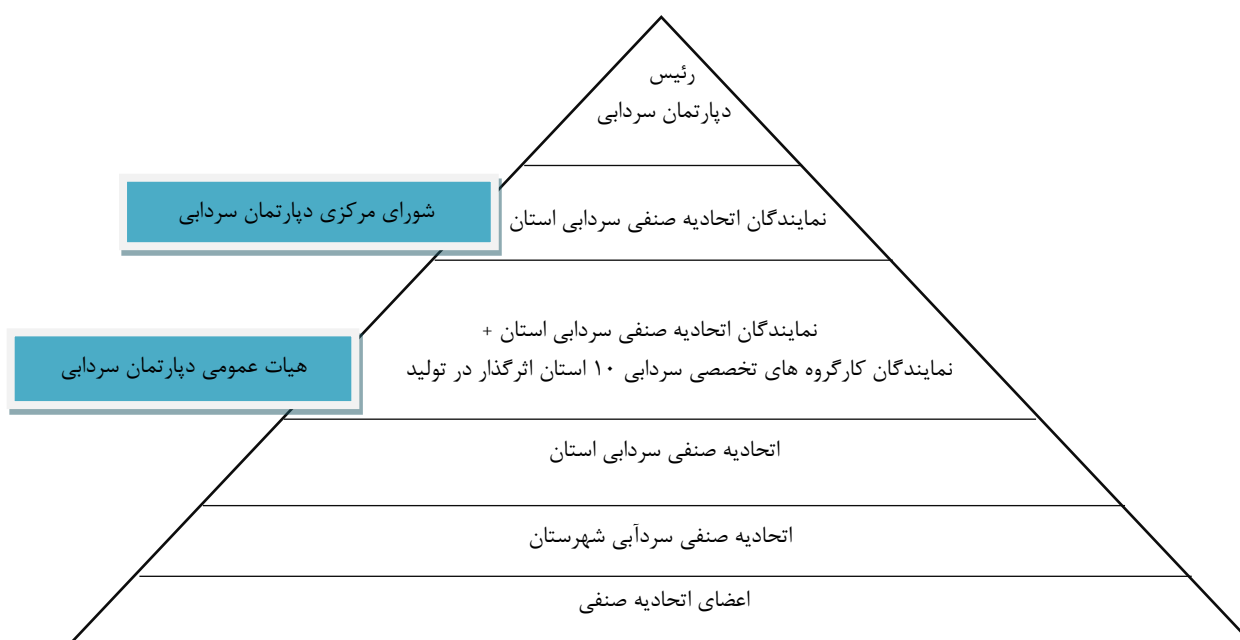 رئیس
دپارتمان سردابی
شورای مرکزی دپارتمان سردابی
نمایندگان اتحادیه صنفی سردابی استان
نمایندگان اتحادیه صنفی سردابی استان +
هیات عمومی دپارتمان سردابی
نمایندگان کارگروه های تخصصی سردابی ۱۰ استان اثرگذار در تولید
اتحادیه صنفی سردابی استان
اتحادیه صنفی سردآبی شهرستان
اعضای اتحادیه صنفی